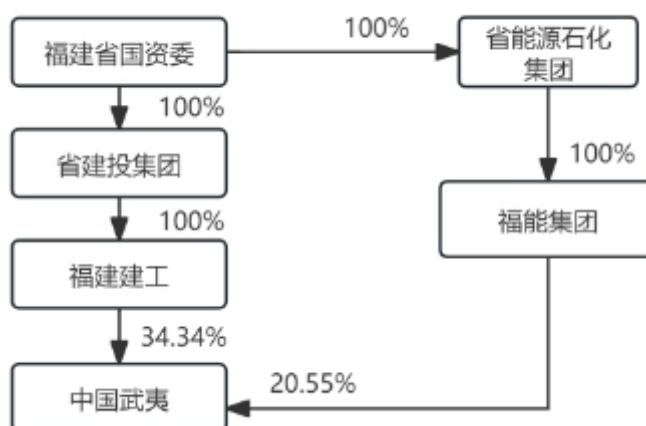 福建省国资委
100%
省能源石化
集团
100%
100%
省建投集团
福能集团
100%
福建建工
34.34%
20.55%
中国武夷